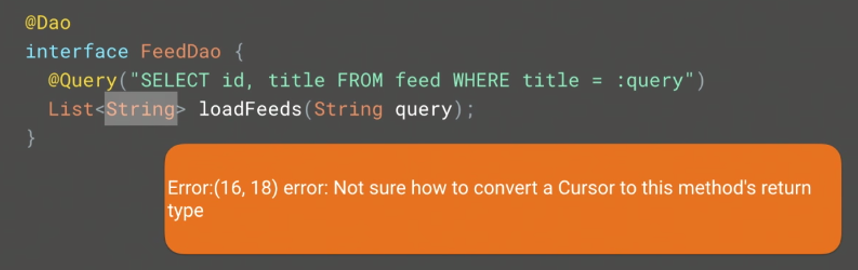 @Dao
interface FeedDao {
  @Query("SELECT id, title FROM feed WHERE title = :query")
  List<String> loadFeeds(String query);
}
Error:(16, 18) error: Not sure how to convert a Cursor to this method's return
type